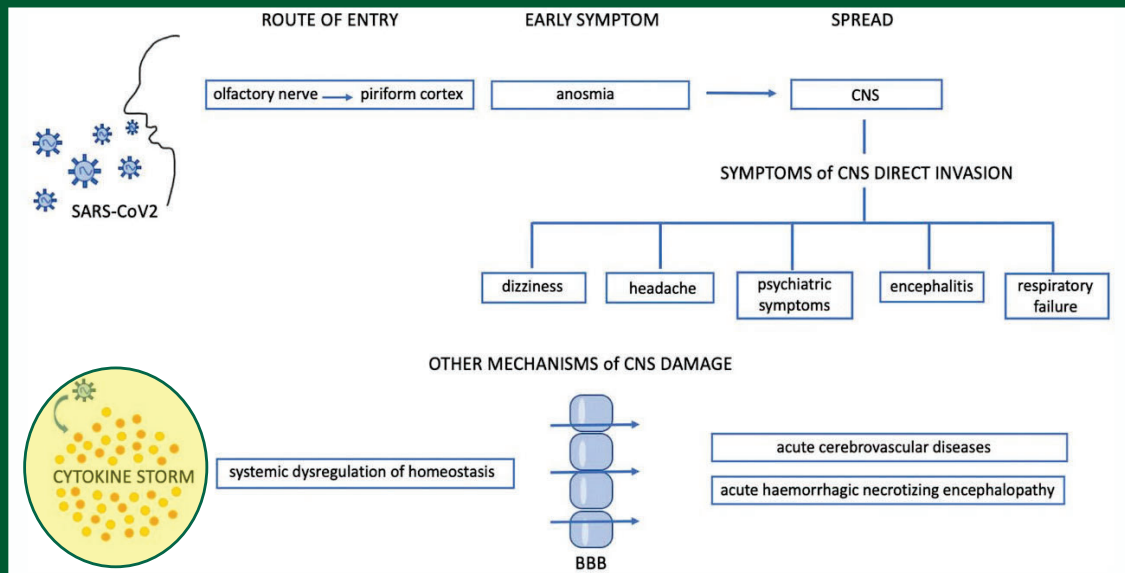 ROUTE OF ENTRY
EARLY SYMPTOM
SPREAD
olfactory nerve
piriform cortex
anosmia
CNS
SARS-CoV2
SYMPTOMS of CNS DIRECT INVASION
dizziness
headache
psychiatric
symptoms
encephalitis
respiratory
failure
OTHER MECHANISMS of CNS DAMAGE
CYTOKINE STORM
systemic dysregulation of homeostasis
BBB
acute cerebrovascular diseases
acute haemorrhagic necrotizing encephalopathy